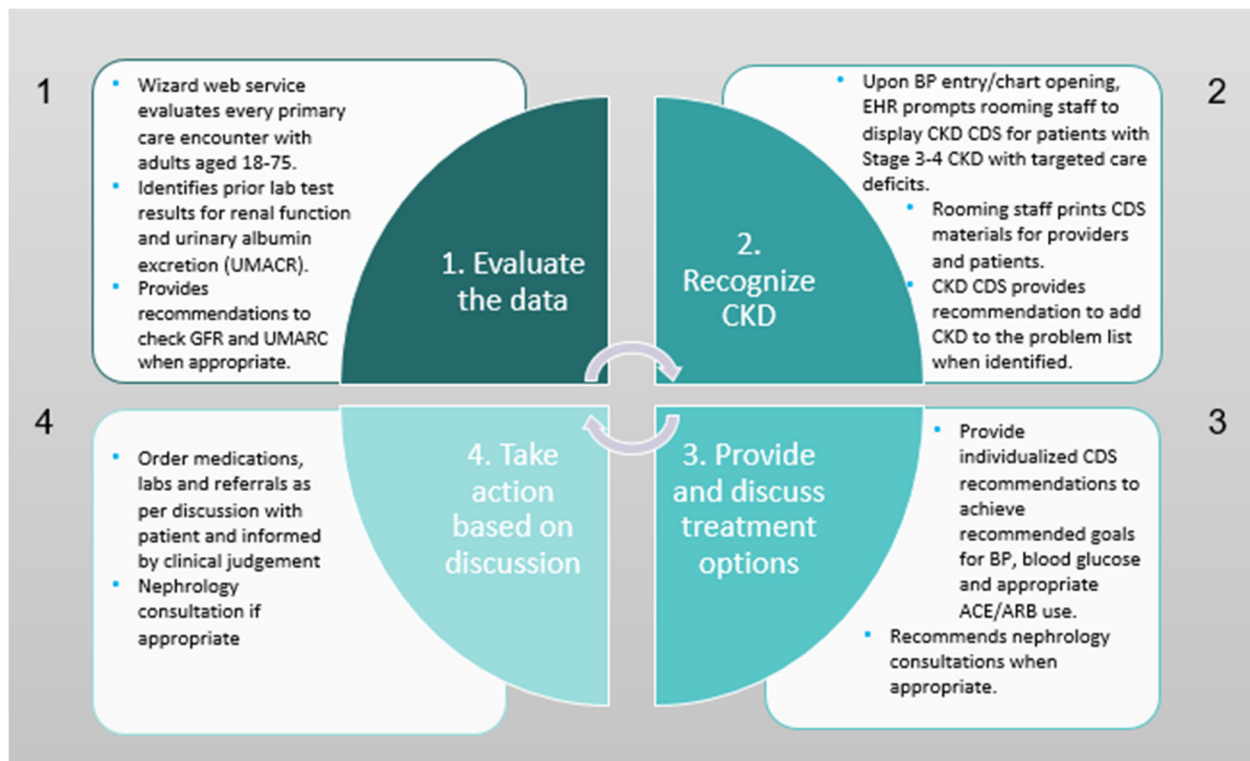 1
• Wizard web service
evaluates every primary
care encounter with
adults aged 18-75.
• Identifies prior lab test
results for renal function
and urinary albumin
excretion (UMACR).
• Provides
recommendations to
check GFR and UMARC
when appropriate.
1. Evaluate
the data
2
• Upon BP entry/chart opening,
EHR prompts rooming staff to
display CKD CDS for patients with
Stage 3-4 CKD with targeted care
deficits.
• Rooming staff prints CDS
materials for providers
and patients.
• CKD CDS provides
recommendation to add
CKD to the problem list
when identified.
2.
Recognize
CKD
3
• Provide
individualized CDS
recommendations to
achieve
recommended goals
for BP, blood glucose
and appropriate
ACE/ARB use.
• Recommends nephrology
consultations when
appropriate.
3. Provide
and discuss
treatment
options
4
• Order medications,
labs and referrals as
per discussion with
patient and informed
by clinical judgement
• Nephrology
consultation if
appropriate
4. Take
action
based on
discussion